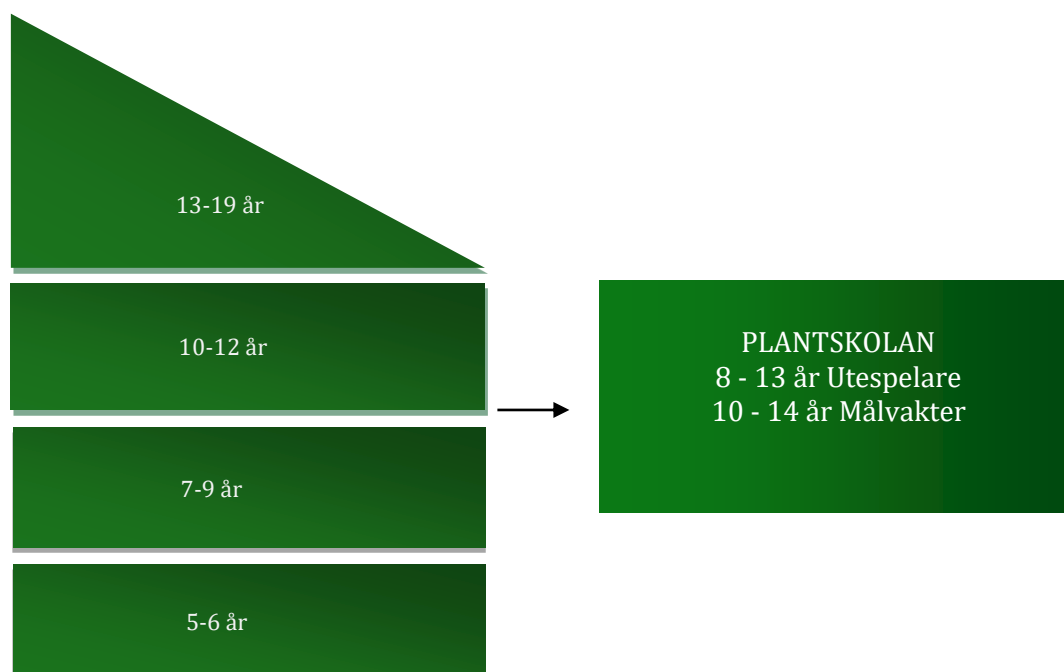 13-19 år
10-12 år
PLANTSKOLAN
8 - 13 år Utespelare
10 - 14 år Målvakter
7-9 år
5-6 år